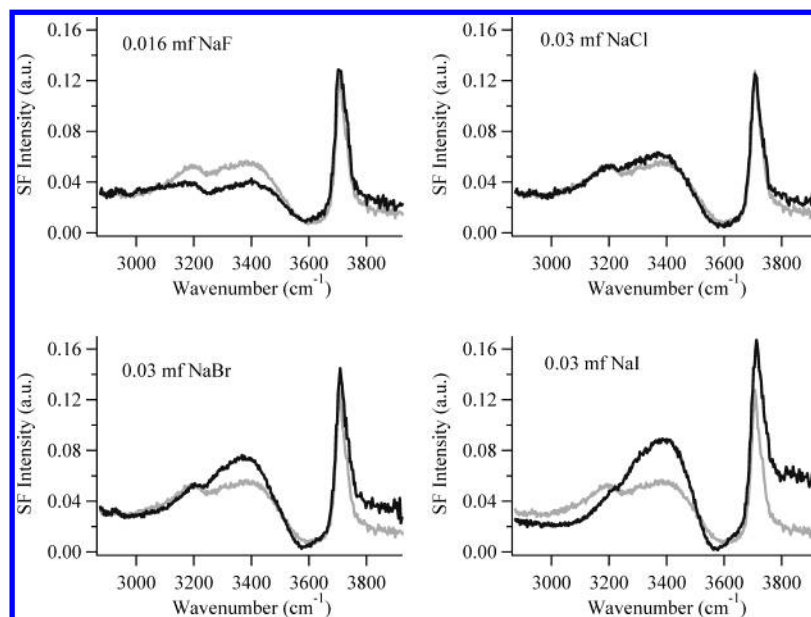 0.016 mf NaF
SF Intensity (a.u.)
0.16
0.12
0.08
0.04
0.00
3000 3200 3400 3600 3800
Wavenumber (cm⁻¹)
0.03 mf NaCl
SF Intensity (a.u.)
0.16
0.12
0.08
0.04
0.00
3000 3200 3400 3600 3800
Wavenumber (cm⁻¹)
0.03 mf NaBr
SF Intensity (a.u.)
0.16
0.12
0.08
0.04
0.00
3000 3200 3400 3600 3800
Wavenumber (cm⁻¹)
0.03 mf NaI
SF Intensity (a.u.)
0.16
0.12
0.08
0.04
0.00
3000 3200 3400 3600 3800
Wavenumber (cm⁻¹)